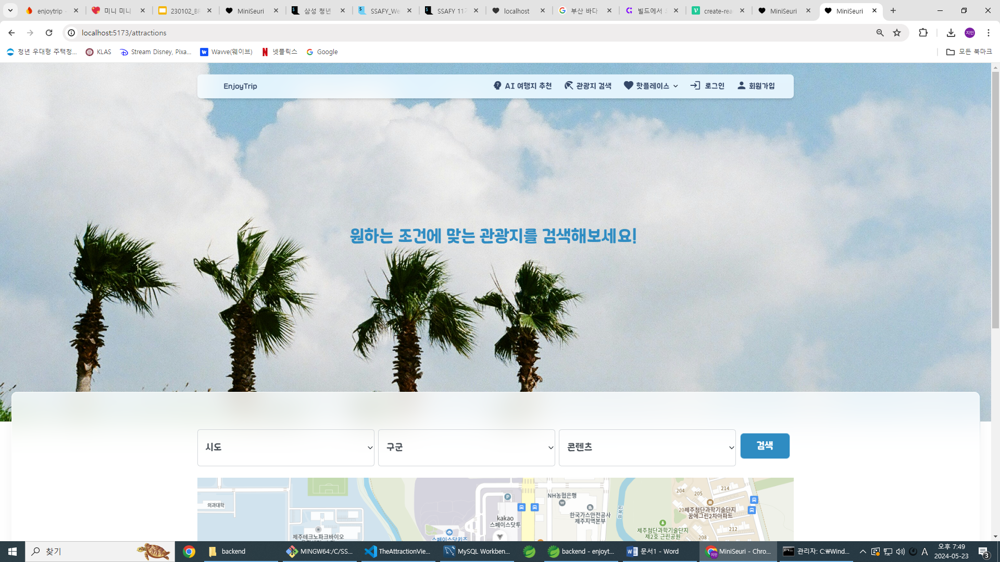 enjoytrip
미니 미니
230102_BF
MiniSeuri
삼성 청년
SSAFY_We
SSAFY 11기
localhost
부산 바다
빌드에서
create-rea
MiniSeuri
MiniSeuri
localhost:5173/attractions
지민
청년 우대형 주택청...
KLAS
Stream Disney, Pixa...
Wavve(웨이브)
넷플릭스
Google
모든 북마크
EnjoyTrip
AI 여행지 추천
관광지 검색
핫플레이스
로그인
회원가입
원하는 조건에 맞는 관광지를 검색해보세요!
시도
구군
콘텐츠
검색
의과대학
제주테크노파크바이오
P
kakao
스페이스닷투
스페이스닷키즈
NH농협은행
W
한국가스안전공사
제주지역본부
204
205
214
제주첨단과학기술단지
꿈에그린2차아파트
212
208
제주첨단과학기술단지
제2호 근린공원
찾기
backend
MINGW64:/C/SS...
TheAttractionVie...
MySQL Workben...
backend - enjoyt...
문서1 - Word
MiniSeuri - Chro...
관리자: C:₩Wind...
A
오후 7:49
2024-05-23
3